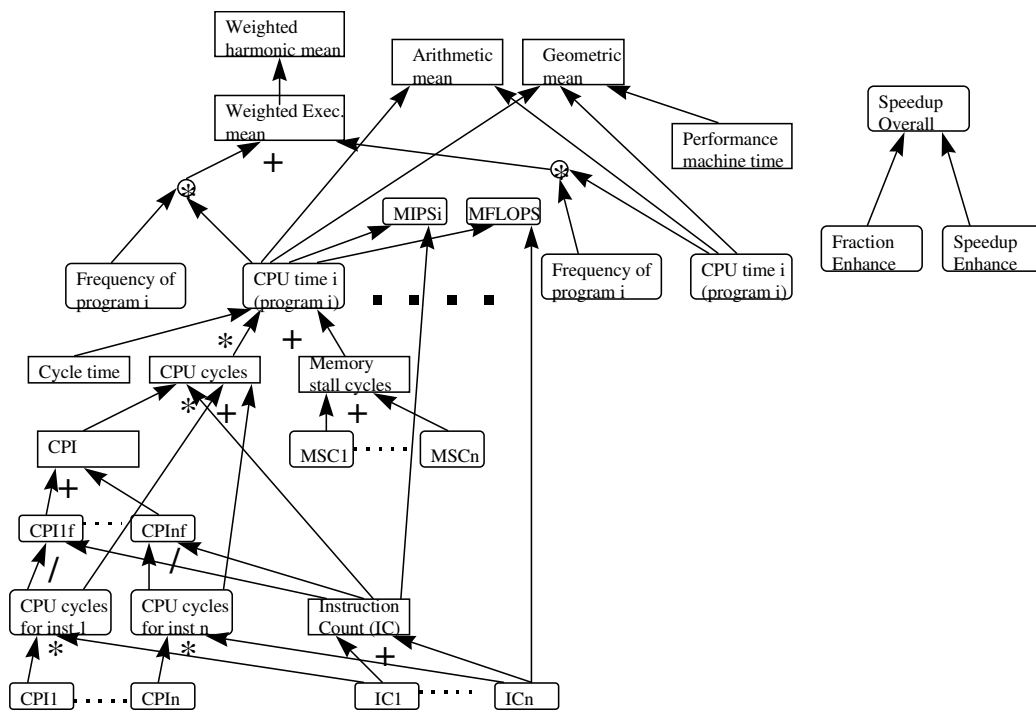 Weighted
harmonic mean
Arithmetic
mean
Geometric
mean
Weighted Exec.
mean
Speedup
Overall
Performance
machine time
+
*
*
MIPSi
MFLOPS
Frequency of
program i
CPU time i
(program i)
Frequency of
program i
CPU time i
(program i)
Fraction
Enhance
Speedup
Enhance
*
+
Cycle time
CPU cycles
Memory
stall cycles
*
+
+
CPI
MSC1
MSCn
+
CPI1f
CPInf
/
/
CPU cycles
for inst 1
CPU cycles
for inst n
Instruction
Count (IC)
*
*
+
CPI1
CPIn
IC1
ICn